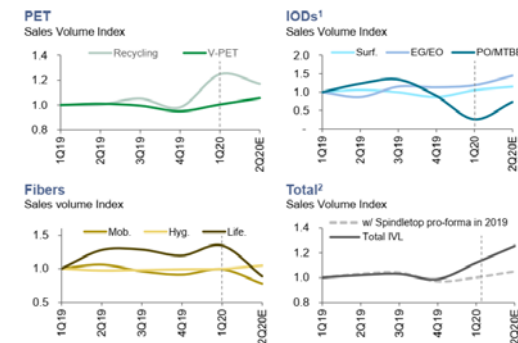 PET
Sales Volume Index
Recycling V-PET
1.4
1.2
1.0
0.8
1Q19 2Q19 3Q19 4Q19 1Q20 2Q20E
IODs¹
Sales Volume Index
Surf. EG/EO PO/MTBE
2.0
1.5
1.0
0.5
-
1Q19 2Q19 3Q19 4Q19 1Q20 2Q20E
Fibers
Sales volume Index
Mob. Hyg. Life.
1.5
1.0
0.5
1Q19 2Q19 3Q19 4Q19 1Q20 2Q20E
Total²
Sales Volume Index
w/ Spindletop pro-forma in 2019
Total IVL
1.4
1.2
1.0
0.8
1Q19 2Q19 3Q19 4Q19 1Q20 2Q20E